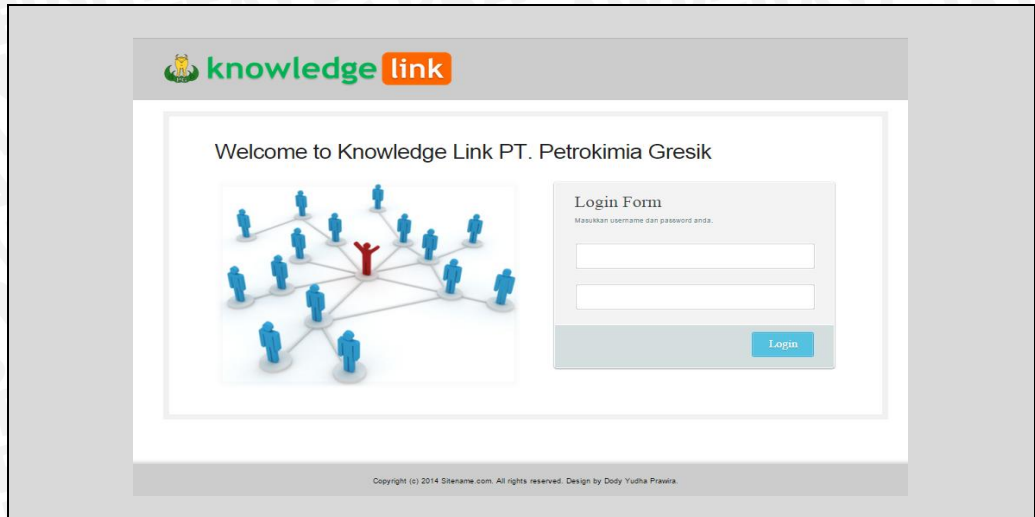 knowledge link
Welcome to Knowledge Link PT. Petrokimia Gresik
Login Form
Masukkan username dan password anda.
Login
Copyright (c) 2014 Sitename.com. All rights reserved. Design by Dody Yudha Prawira.